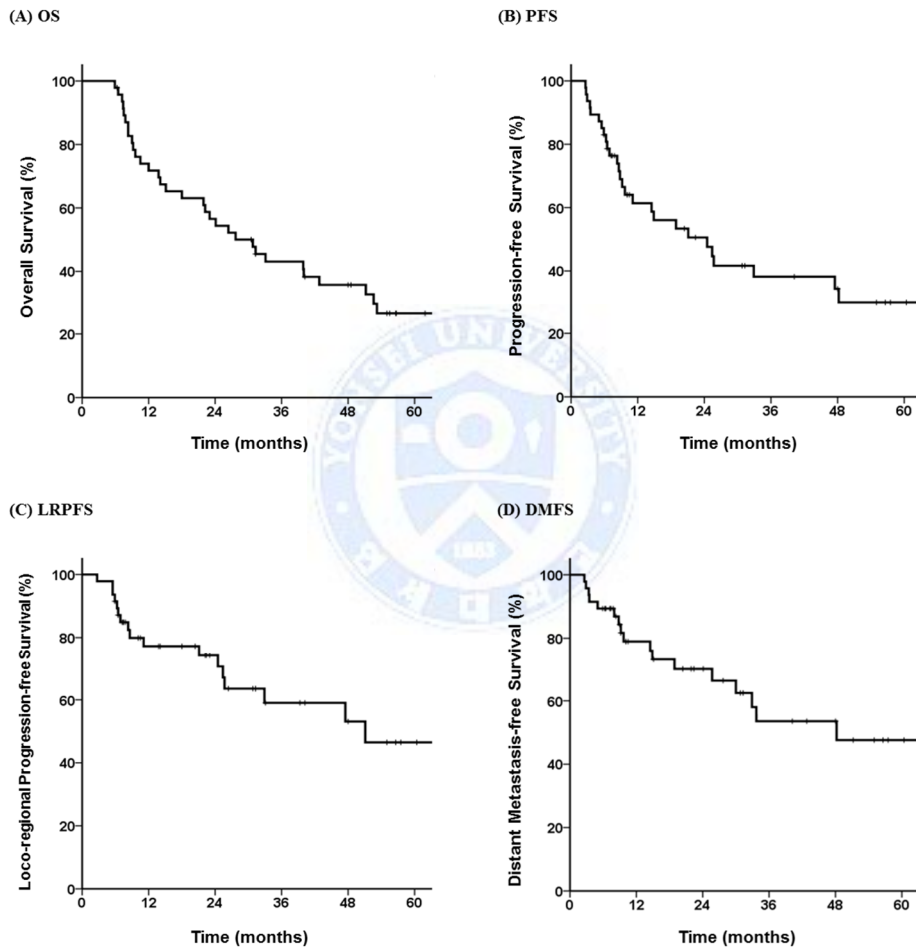 (A) OS
(B) PFS
100
80
60
40
20
0
0 12 24 36 48 60
Overall Survival (%)
Time (months)
100
80
60
40
20
0
0 12 24 36 48 60
Progression-free Survival (%)
Time (months)
YONSEI UNIVERSITY
1885
(C) LRPFS
(D) DMFS
100
80
60
40
20
0
0 12 24 36 48 60
Loco-regional Progression-free Survival (%)
Time (months)
100
80
60
40
20
0
0 12 24 36 48 60
Distant Metastasis-free Survival (%)
Time (months)